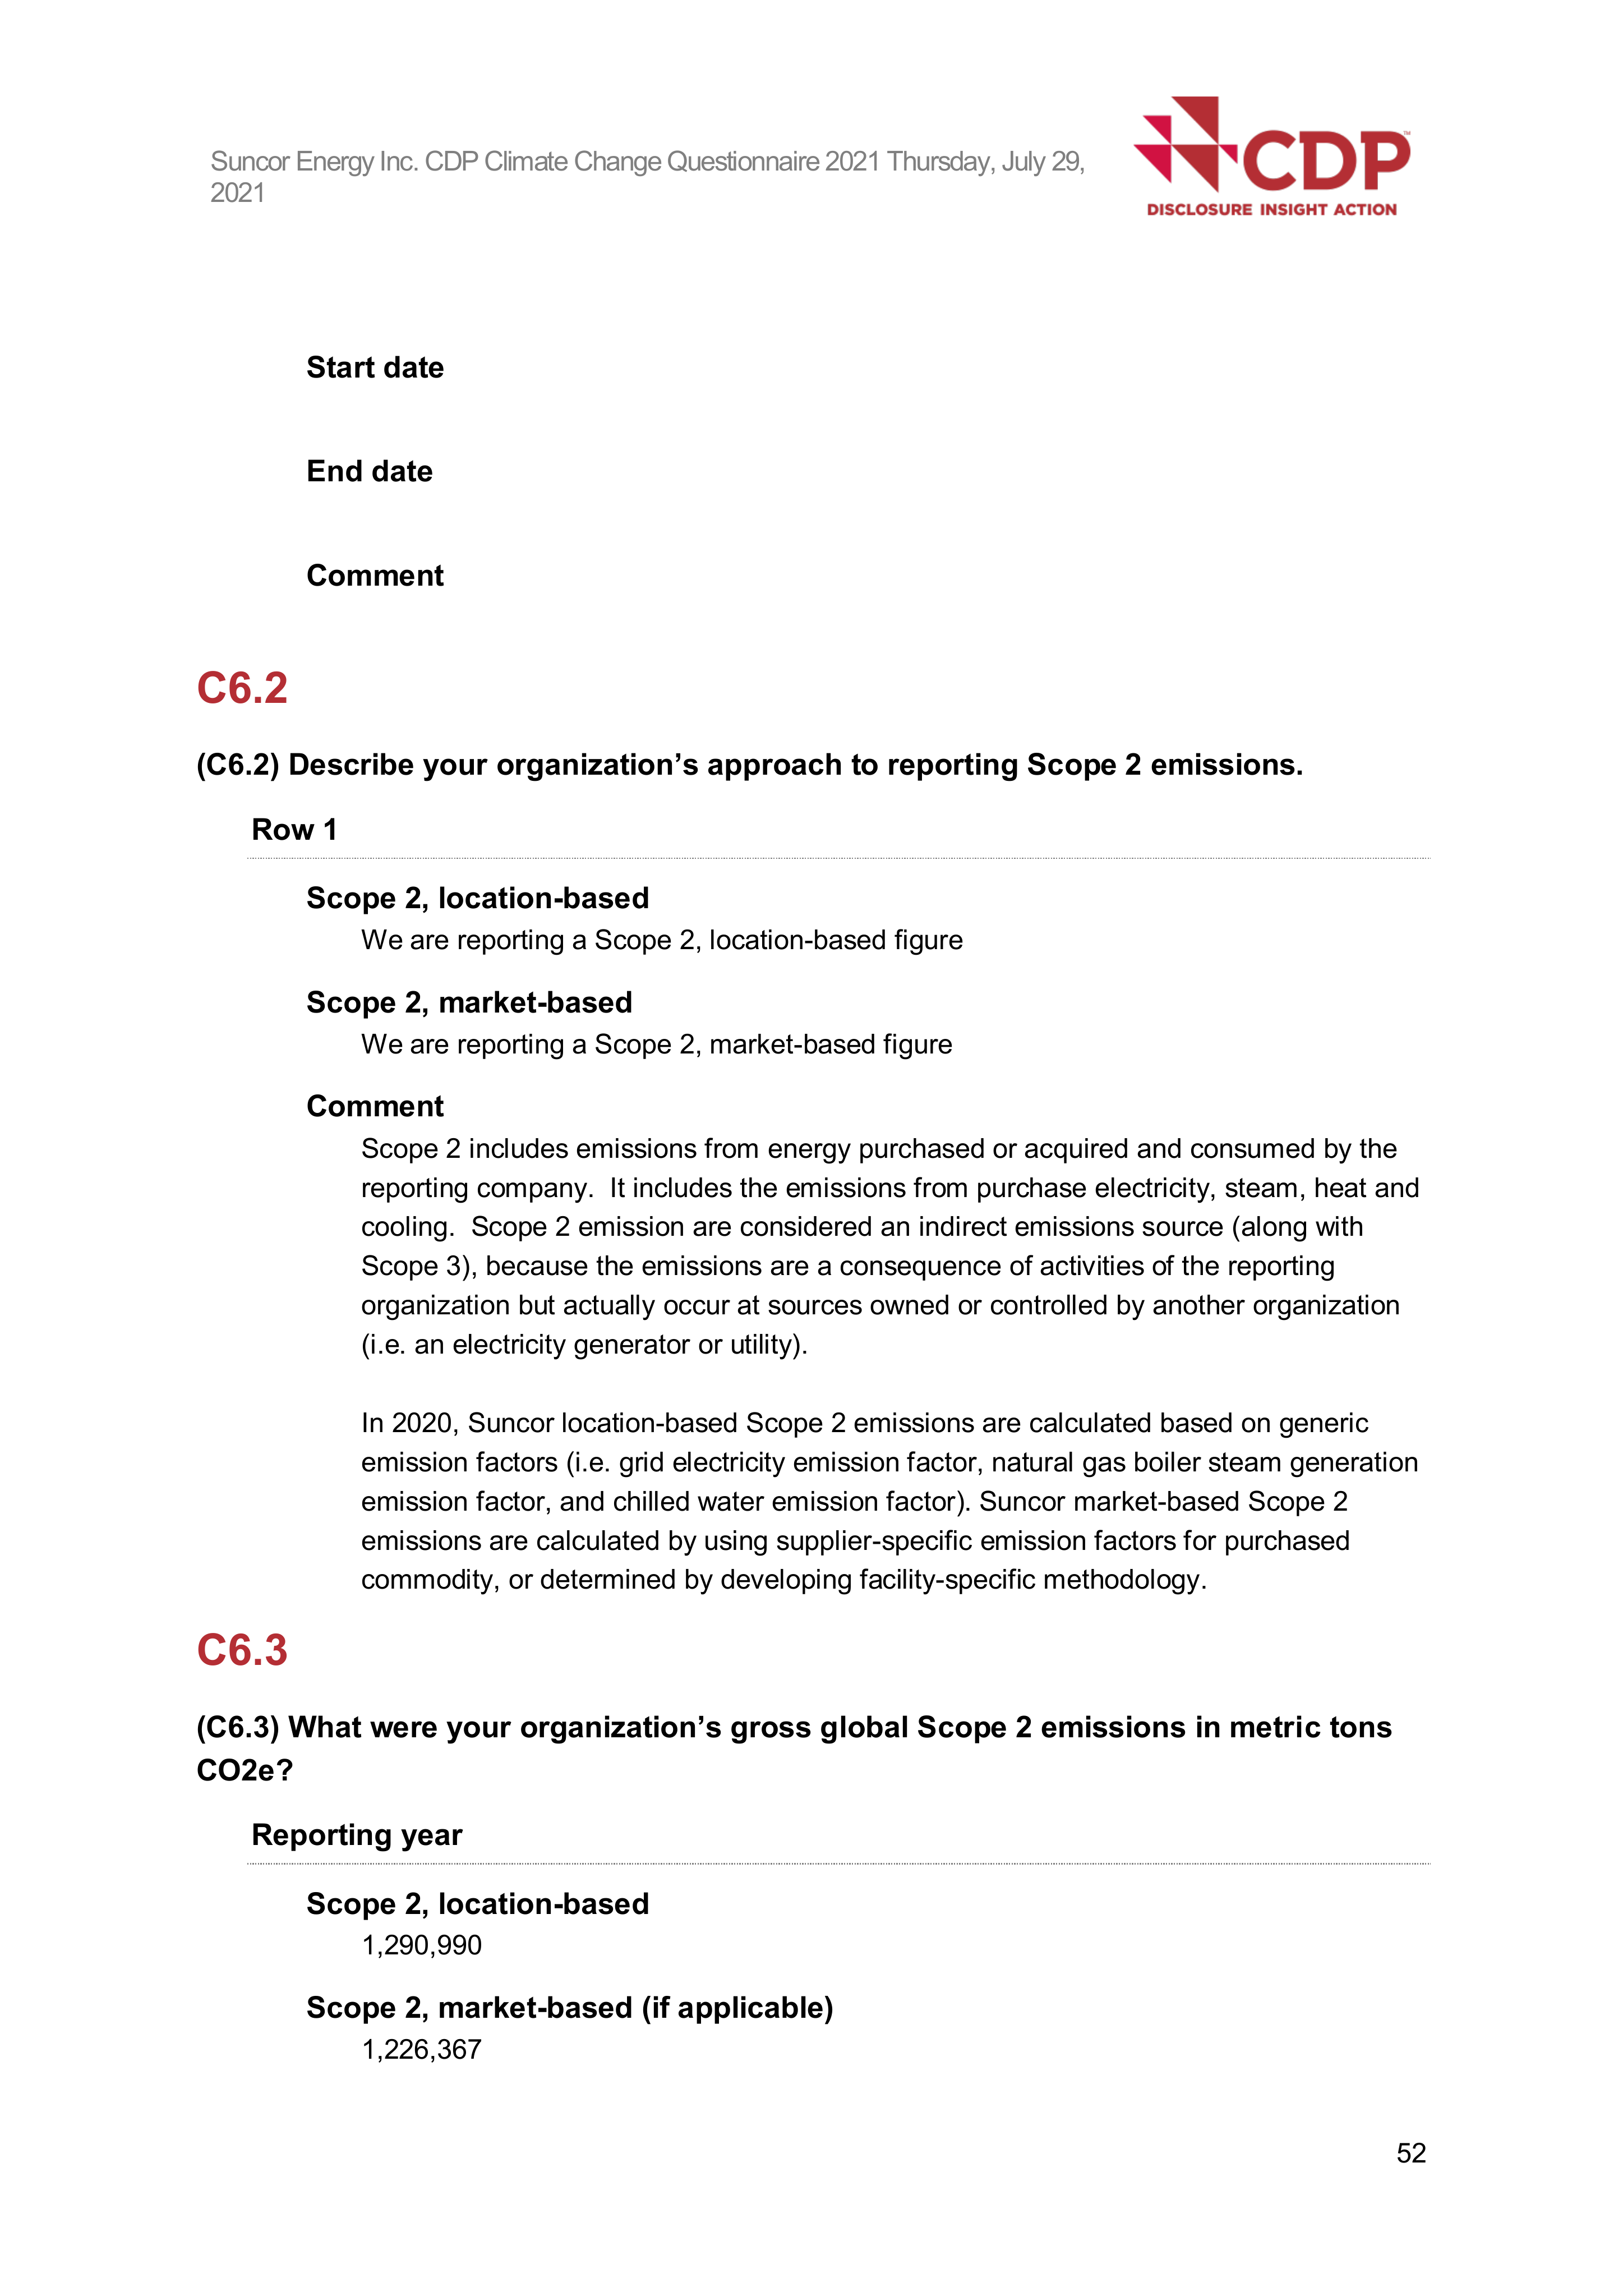 Suncor Energy Inc. CDP Climate Change Questionnaire 2021 Thursday, July 29,
2021
CDP™
DISCLOSURE INSIGHT ACTION
Start date
End date
Comment
C6.2
(C6.2) Describe your organization’s approach to reporting Scope 2 emissions.
Row 1
Scope 2, location-based
We are reporting a Scope 2, location-based figure
Scope 2, market-based
We are reporting a Scope 2, market-based figure
Comment
Scope 2 includes emissions from energy purchased or acquired and consumed by the
reporting company.  It includes the emissions from purchase electricity, steam, heat and
cooling.  Scope 2 emission are considered an indirect emissions source (along with
Scope 3), because the emissions are a consequence of activities of the reporting
organization but actually occur at sources owned or controlled by another organization
(i.e. an electricity generator or utility).
In 2020, Suncor location-based Scope 2 emissions are calculated based on generic
emission factors (i.e. grid electricity emission factor, natural gas boiler steam generation
emission factor, and chilled water emission factor). Suncor market-based Scope 2
emissions are calculated by using supplier-specific emission factors for purchased
commodity, or determined by developing facility-specific methodology.
C6.3
(C6.3) What were your organization’s gross global Scope 2 emissions in metric tons
CO2e?
Reporting year
Scope 2, location-based
1,290,990
Scope 2, market-based (if applicable)
1,226,367
52